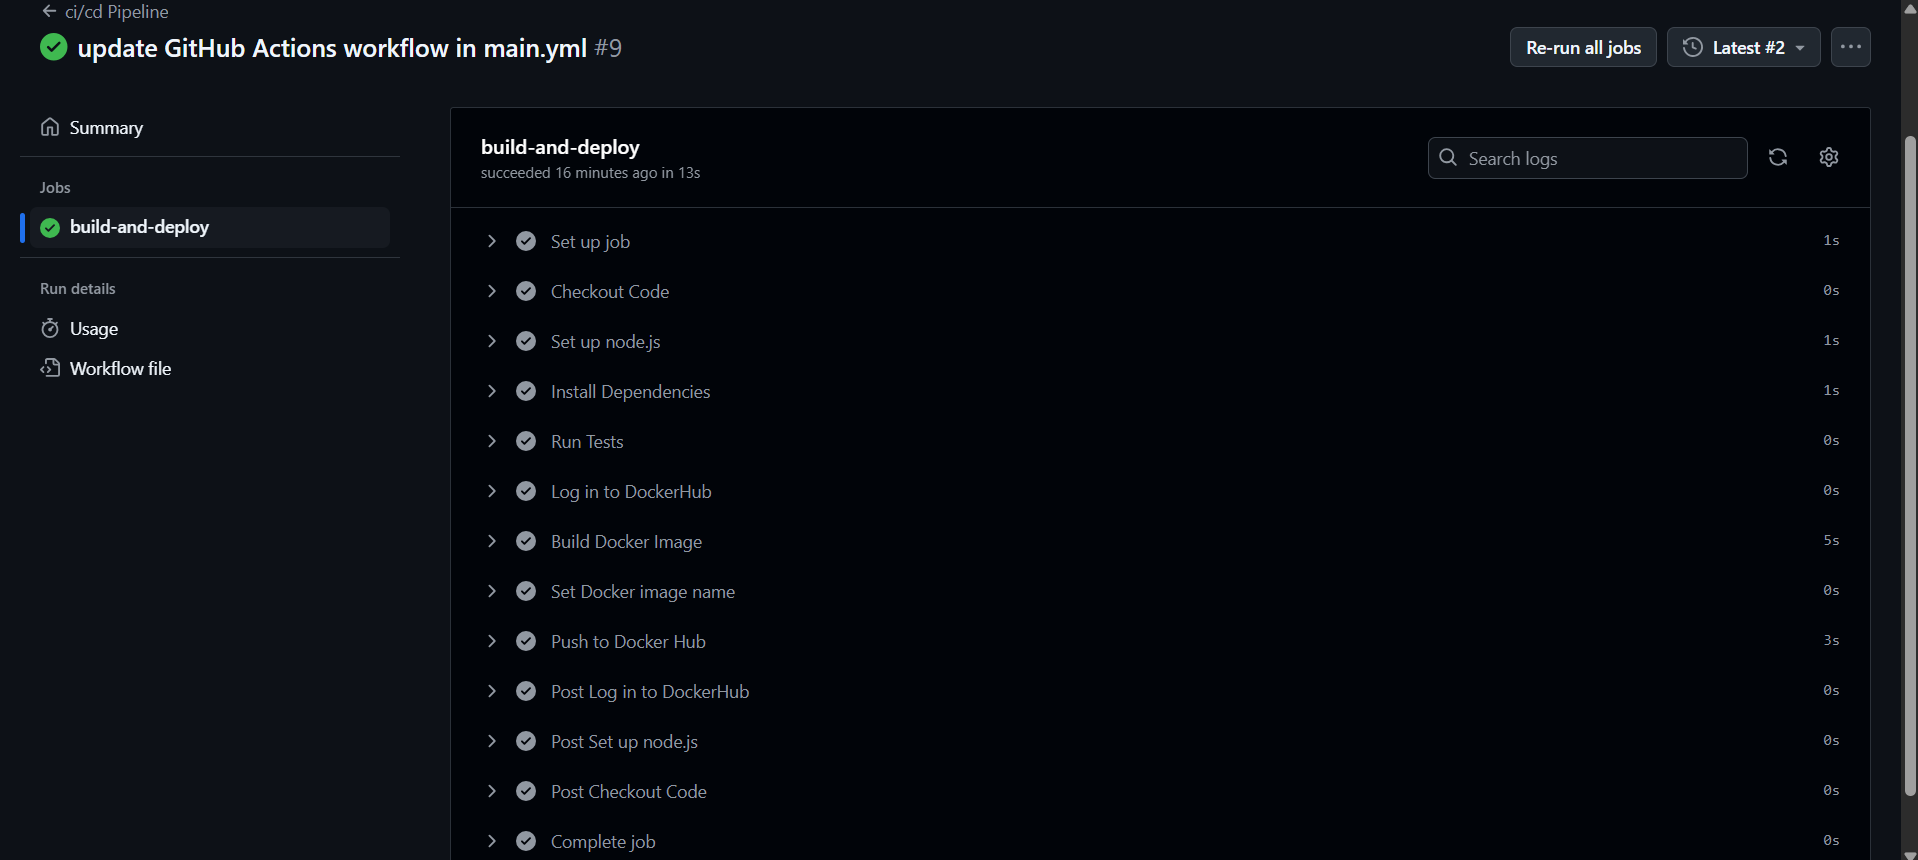 ci/cd Pipeline
update GitHub Actions workflow in main.yml #9
Re-run all jobs
Latest #2
Summary
Jobs
build-and-deploy
Run details
Usage
Workflow file
build-and-deploy
succeeded 16 minutes ago in 13s
Search logs
Set up job 1s
Checkout Code 0s
Set up node.js 1s
Install Dependencies 1s
Run Tests 0s
Log in to DockerHub 0s
Build Docker Image 5s
Set Docker image name 0s
Push to Docker Hub 3s
Post Log in to DockerHub 0s
Post Set up node.js 0s
Post Checkout Code 0s
Complete job 0s